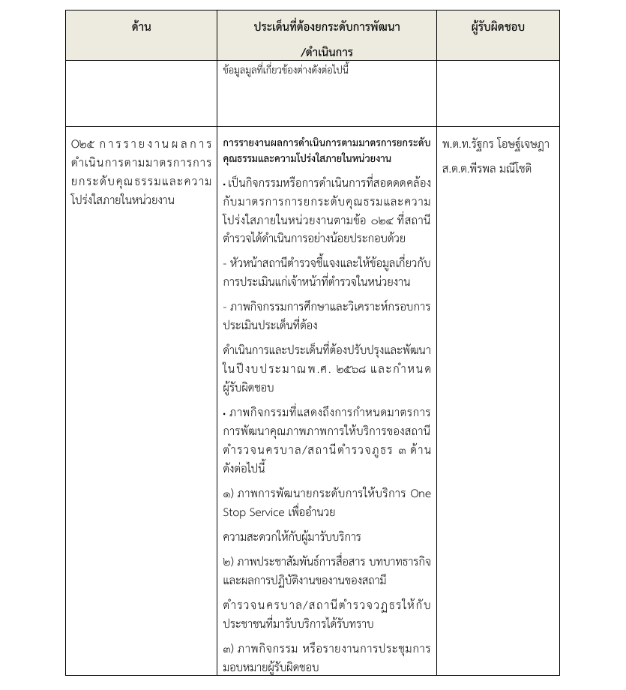 ด้าน
ประเด็นที่ต้องยกระดับการพัฒนา
/ดำเนินการ
ผู้รับผิดชอบ
ข้อมูลมูลที่เกี่ยวข้องต่างดังต่อไปนี้
O๒๕ การรายงานผลการ
ดำเนินการตามมาตรการการ
ยกระดับคุณธรรมและความ
โปร่งใสภายในหน่วยงาน
การรายงานผลการดำเนินการตามมาตรการยกระดับ
คุณธรรมและความโปร่งใสภายในหน่วยงาน
• เป็นกิจกรรมหรือการดำเนินการที่สอดดคล้อง
กับมาตรการการยกระดับคุณธรมและความ
โปร่งใสภายในหน่วยงานตามข้อ ๐๒๔ ที่สถานี
ตำรวจได้ดำเนินการอย่างน้อยประกอบด้วย
- หัวหน้าสถานีตำรวจชี้แจงและให้ข้อมูลเกี่ยวกับ
การประเมินแก่เจ้าหน้าที่ตำรวจในหน่วยงาน
- ภาพกิจกรรมการศึกษาและวิเคราะห์กรอบการ
ประเมินประเด็นที่ต้อง
ดำเนินการและประเด็นที่ต้องปรับปรุงและพัฒนา
ในปีงบประมาณพ.ศ. ๒๕๖๘ และกำหนด
ผู้รับผิดชอบ
• ภาพกิจกรรมที่แสดงถึงการกำหนดมาตรการ
การพัฒนาคุณภาพภาพการให้บริการของสถานี
ตำรวจนครบาล/สถานีตำรวจภูธร ๓ ด้าน
ดังต่อไปนี้
๑) ภาพการพัฒนายกระดับการให้บริการ One
Stop Service เพื่ออำนวย
ความสะดวกให้กับผู้มารับบริการ
๒) ภาพประชาสัมพันธ์การสื่อสาร บทบาทธารกิจ
และผลการปฏิบัติงานของานของสถามี
ตำรวจนครบาล/สถานีตำรวจวฏธรให้กับ
ประชาชนที่มารับบริการได้รับทราบ
๓) ภาพกิจกรรม หรือรายงานการประชุมการ
มอบหมายผู้รับผิดชอบ
พ.ต.ท.รัฐกร โอษฐ์เจษฎา
ส.ต.ต.พีรพล มณีโชติ